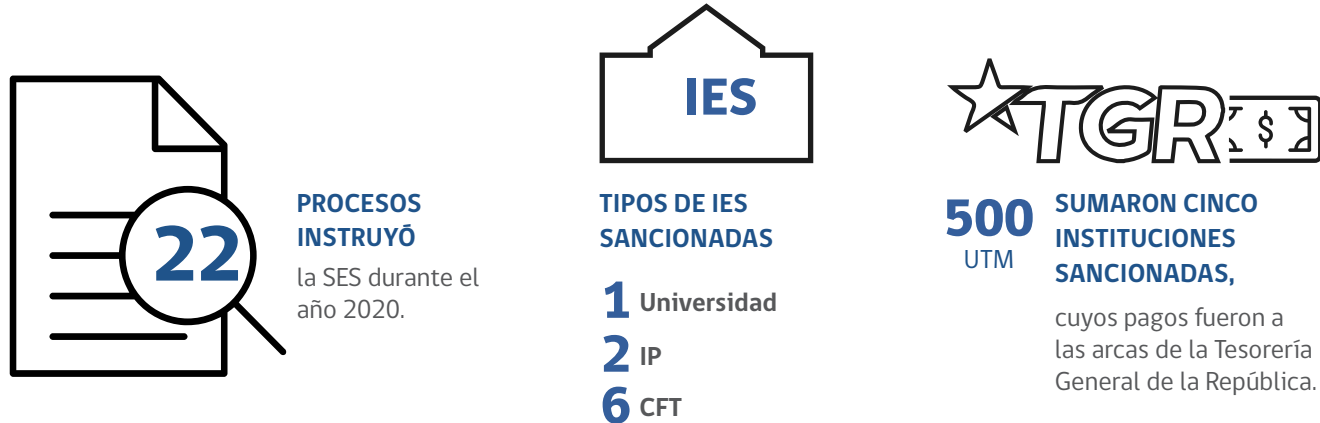 22
PROCESOS
INSTRUYÓ
la SES durante el
año 2020.
IES
TIPOS DE IES
SANCIONADAS
1 Universidad
2 IP
6 CFT
TGR $
500
UTM
SUMARON CINCO
INSTITUCIONES
SANCIONADAS,
cuyos pagos fueron a
las arcas de la Tesorería
General de la República.